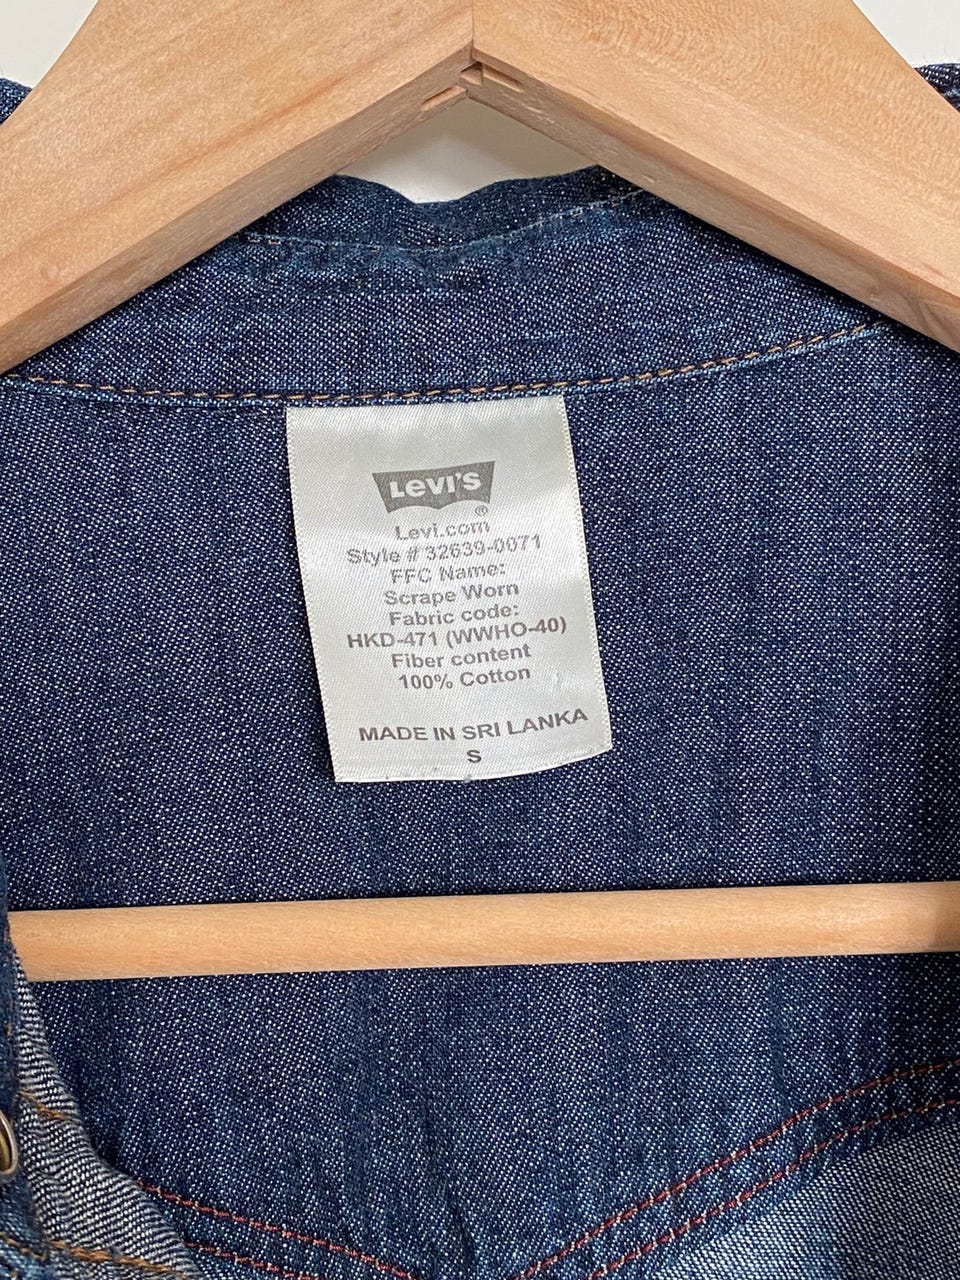 Levi's ®
Levi.com
Style # 32639-0071
FFC Name:
Scrape Worn
Fabric code:
HKD-471 (WWHO-40)
Fiber content
100% Cotton
MADE IN SRI LANKA
S